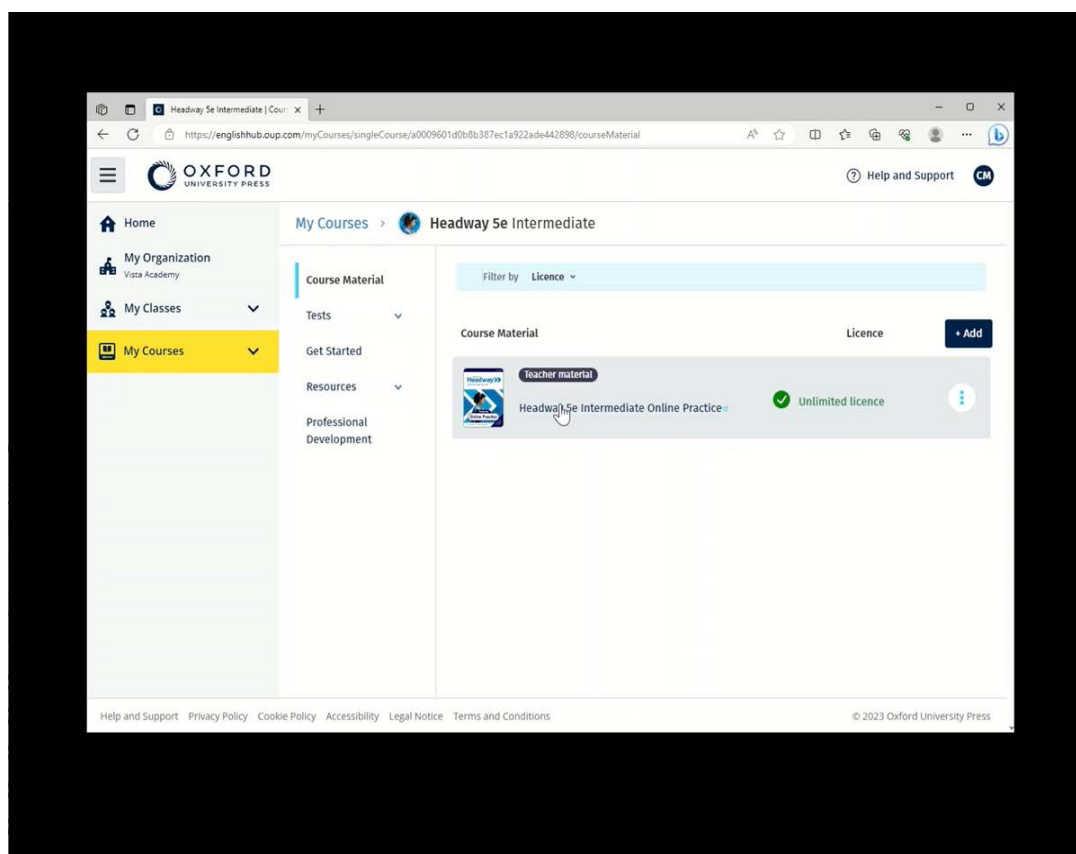 Headway 5e Intermediate | Cour
https://englishhub.oup.com/myCourses/singleCourse/a0009601d0b8b387ec1a922ade442898/courseMaterial
OXFORD
UNIVERSITY PRESS
Help and Support
CM
Home
My Organization
Vista Academy
My Classes
My Courses
My Courses > Headway 5e Intermediate
Course Material
Tests
Get Started
Resources
Professional
Development
Filter by Licence
Course Material Licence + Add
Headway
Online Practice
Teacher material
Headway 5e Intermediate Online Practice
Unlimited licence
Help and Support Privacy Policy Cookie Policy Accessibility Legal Notice Terms and Conditions
© 2023 Oxford University Press